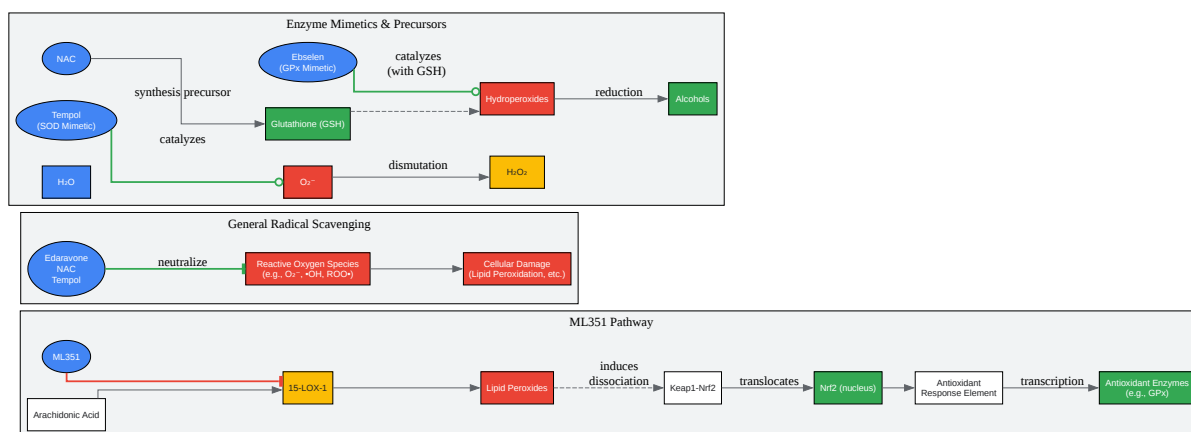 Enzyme Mimetics & Precursors
NAC
Ebselen
(GPx Mimetic)
catalyzes
(with GSH)
synthesis precursor
Hydroperoxides
reduction
Alcohols
Tempol
(SOD Mimetic)
Glutathione (GSH)
catalyzes
H₂O
O₂⁻
dismutation
H₂O₂
General Radical Scavenging
Edaravone
NAC
Tempol
neutralize
Reactive Oxygen Species
(e.g., O₂⁻, •OH, ROO•)
Cellular Damage
(Lipid Peroxidation, etc.)
ML351 Pathway
ML351
Arachidonic Acid
15-LOX-1
Lipid Peroxides
induces
dissociation
Keap1-Nrf2
translocates
Nrf2 (nucleus)
Antioxidant
Response Element
transcription
Antioxidant Enzymes
(e.g., GPx)